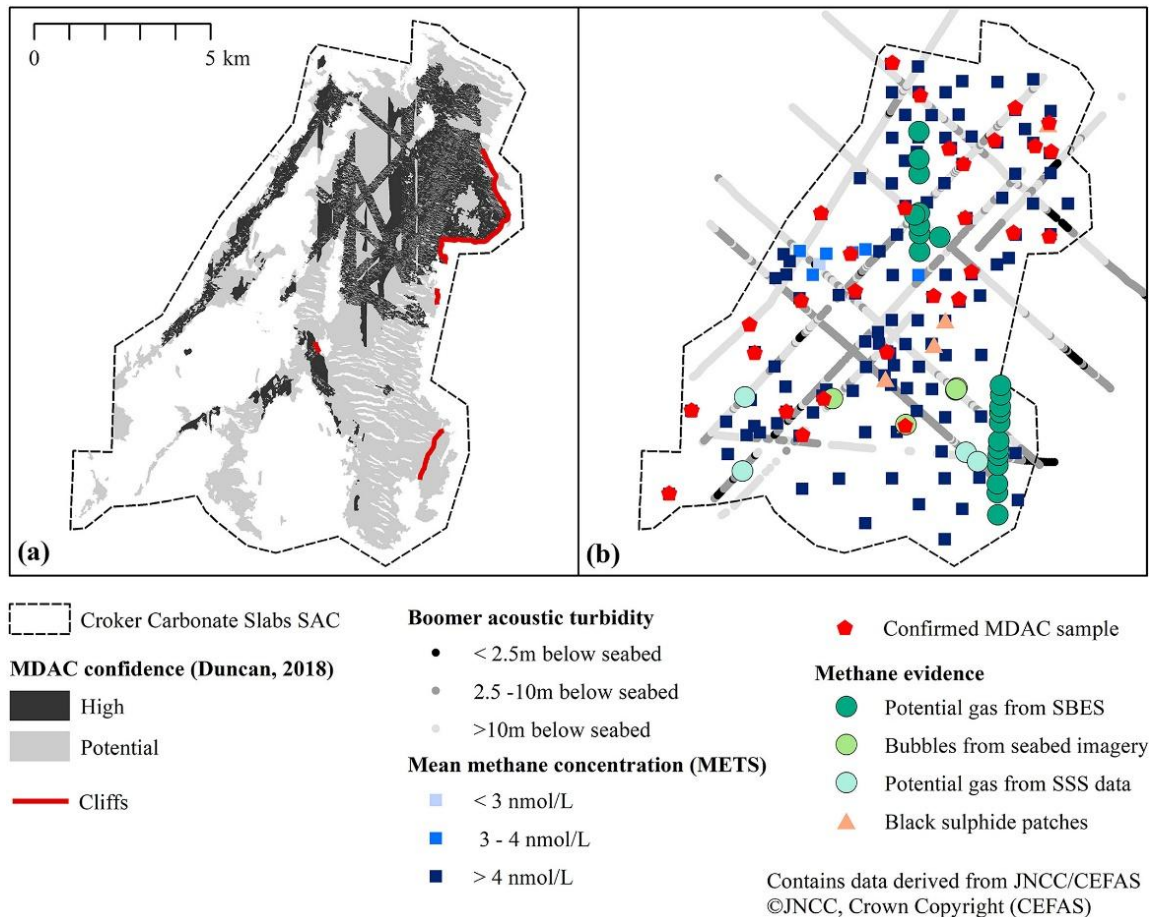 0 5 km
(a)
(b)
Croker Carbonate Slabs SAC
MDAC confidence (Duncan, 2018)
High
Potential
Cliffs
Boomer acoustic turbidity
< 2.5m below seabed
2.5 -10m below seabed
>10m below seabed
Mean methane concentration (METS)
< 3 nmol/L
3 - 4 nmol/L
> 4 nmol/L
Confirmed MDAC sample
Methane evidence
Potential gas from SBES
Bubbles from seabed imagery
Potential gas from SSS data
Black sulphide patches
Contains data derived from JNCC/CEFAS
©JNCC, Crown Copyright (CEFAS)